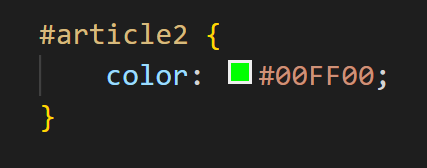 #article2 {
    color: #00FF00;
}